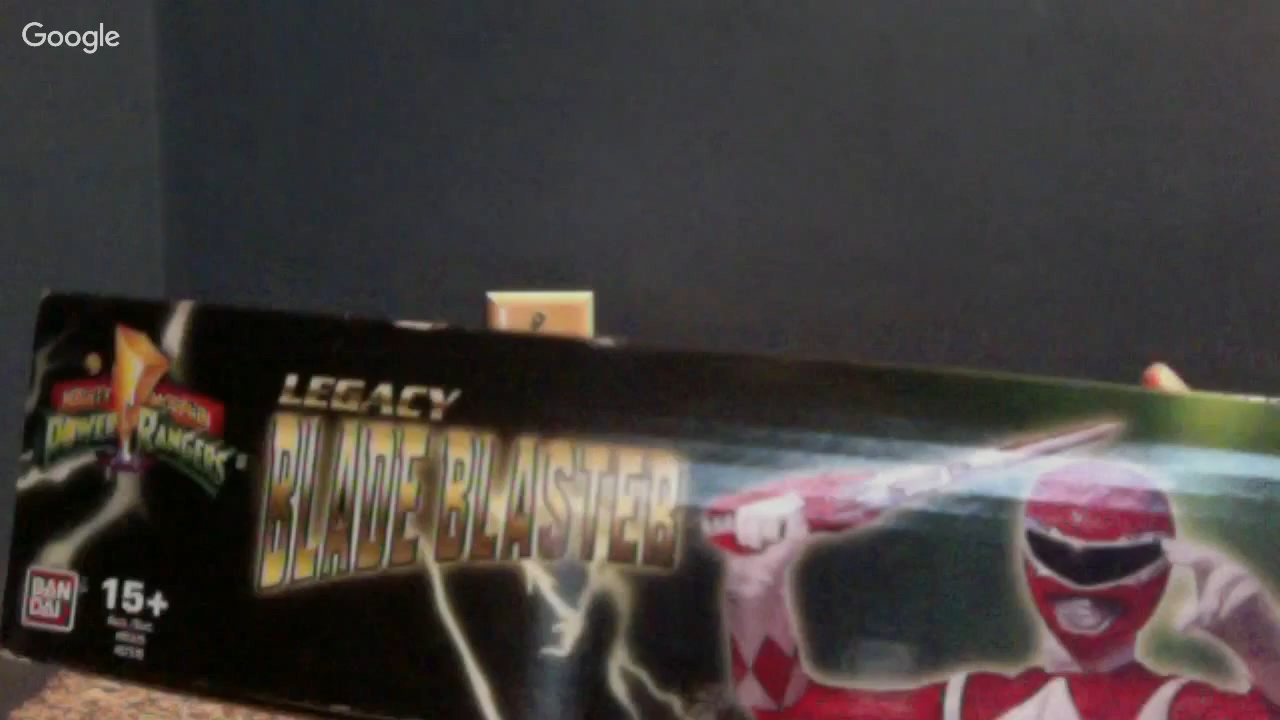 Google
MIGHTY MORPHIN
POWER RANGERS
LEGACY
BLADE BLASTER
BAN
DAI
15+